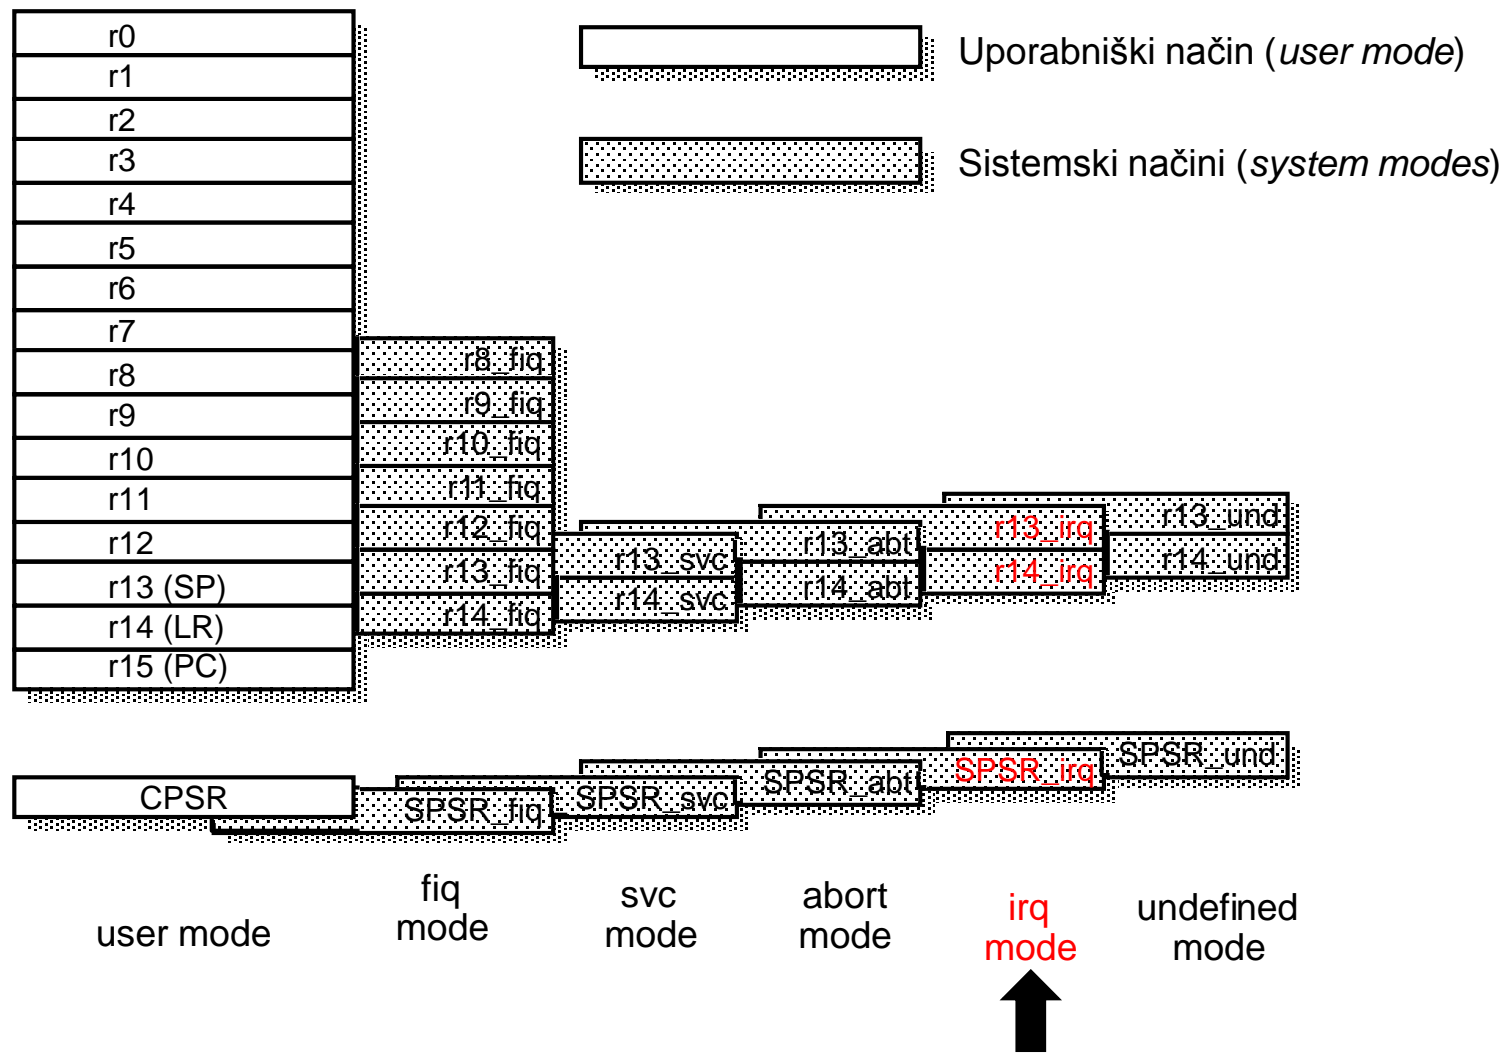 r0
r1
r2
r3
r4
r5
r6
r7
r8
r9
r10
r11
r12
r13 (SP)
r14 (LR)
r15 (PC)
CPSR
user mode
r8_fiq
r9_fiq
r10_fiq
r11_fiq
r12_fiq
r13_fiq
r14_fiq
SPSR_fiq
fiq
mode
r13_svc
r14_svc
SPSR_svc
svc
mode
r13_abt
r14_abt
SPSR_abt
abort
mode
r13_irq
r14_irq
SPSR_irq
irq
mode
r13_und
r14_und
SPSR_und
undefined
mode
Uporabniški način (user mode)
Sistemski načini (system modes)